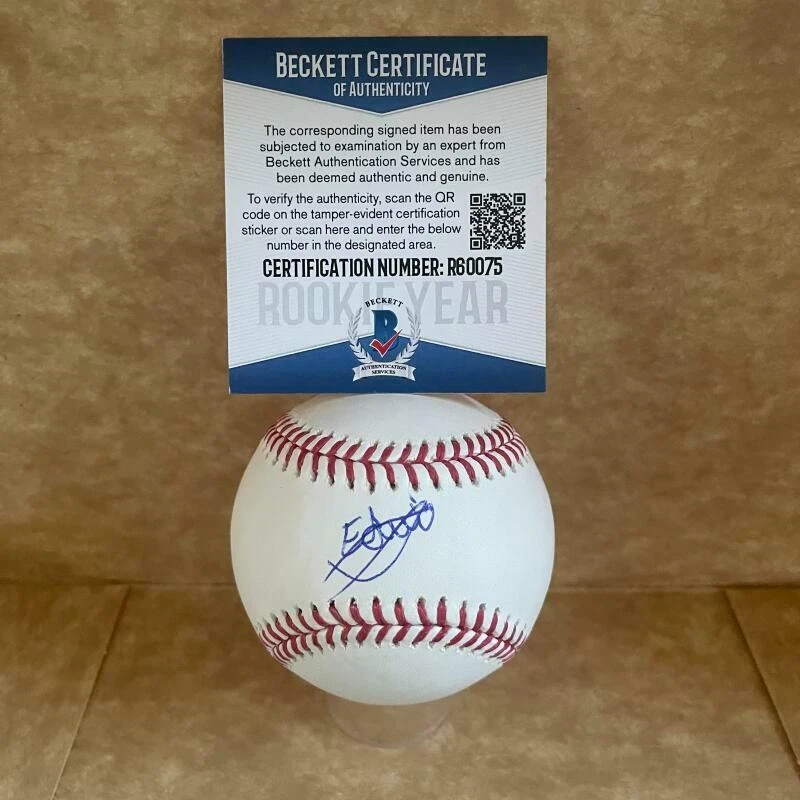 BECKETT CERTIFICATE
OF AUTHENTICITY
The corresponding signed item has been
subjected to examination by an expert from
Beckett Authentication Services and has
been deemed authentic and genuine.
To verify the authenticity, scan the QR
code on the tamper-evident certification
sticker or scan here and enter the below
number in the designated area.
CERTIFICATION NUMBER: R60075
ROOKIE YEAR
BECKETT
B
AUTHENTICATION
SERVICES